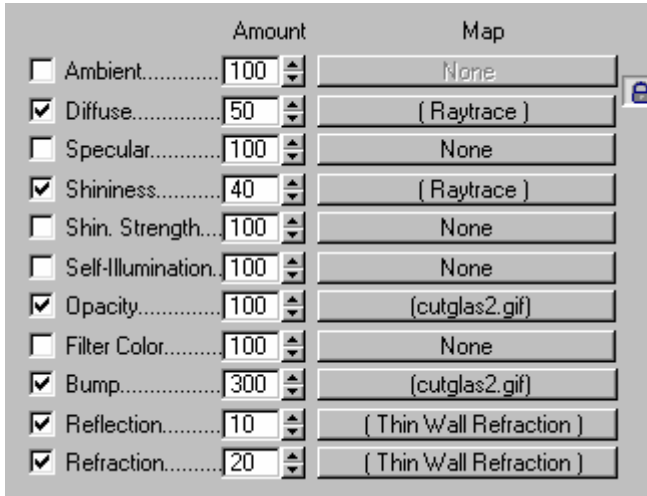 Amount Map
Ambient............. 100 None
Diffuse............... 50 ( Raytrace )
Specular............ 100 None
Shininess........... 40 ( Raytrace )
Shin. Strength.... 100 None
Self-Illumination.. 100 None
Opacity.............. 100 (cutglas2.gif)
Filter Color.......... 100 None
Bump................. 300 (cutglas2.gif)
Reflection.......... 10 ( Thin Wall Refraction )
Refraction......... 20 ( Thin Wall Refraction )